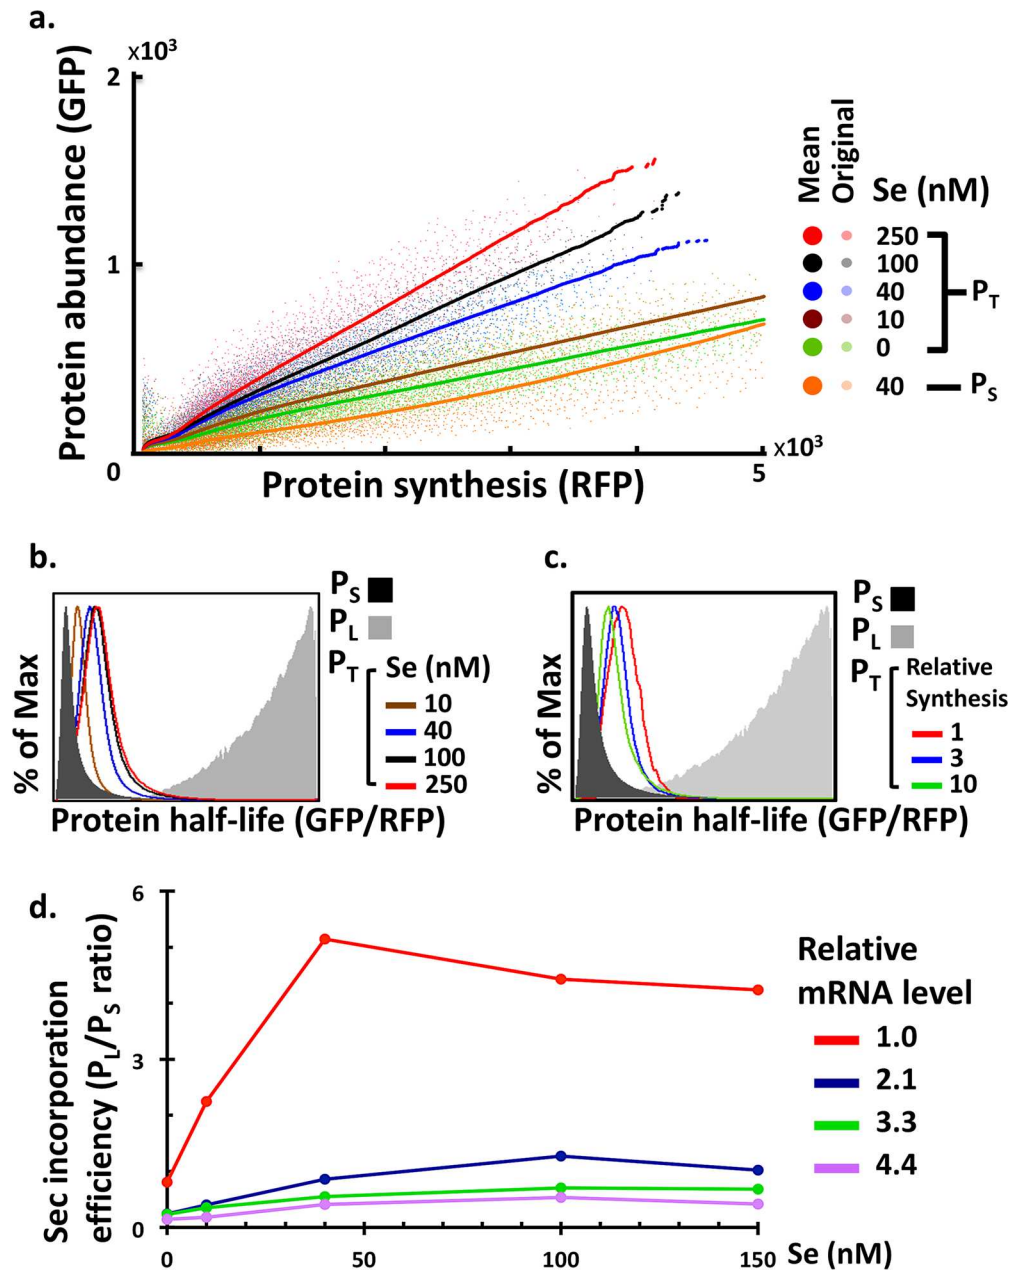 a.
x10³
Protein abundance (GFP)
2
1
0
5
x10³
Protein synthesis (RFP)
Mean
Original
Se (nM)
250
100
40
10
0
P_T
40
P_S
b.
% of Max
Protein half-life (GFP/RFP)
P_S
P_L
P_T
Se (nM)
10
40
100
250
c.
% of Max
Protein half-life (GFP/RFP)
P_S
P_L
P_T
Relative
Synthesis
1
3
10
d.
Sec incorporation
efficiency (P_L/P_S ratio)
6
3
0
0
50
100
150
Se (nM)
Relative
mRNA level
1.0
2.1
3.3
4.4